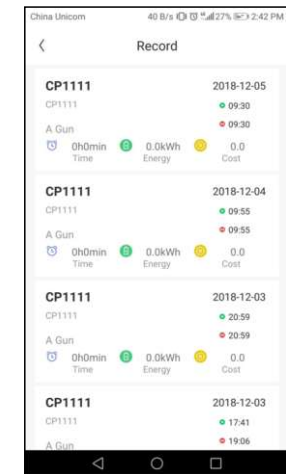 China Unicom 40 B/s 27% 2:42 PM
Record
CP1111 2018-12-05
CP1111 09:30
A Gun 09:30
0h0min 0.0kWh 0.0
Time Energy Cost
CP1111 2018-12-04
CP1111 09:55
A Gun 09:55
0h0min 0.0kWh 0.0
Time Energy Cost
CP1111 2018-12-03
CP1111 20:59
A Gun 20:59
0h0min 0.0kWh 0.0
Time Energy Cost
CP1111 2018-12-03
CP1111 17:41
A Gun 19:06